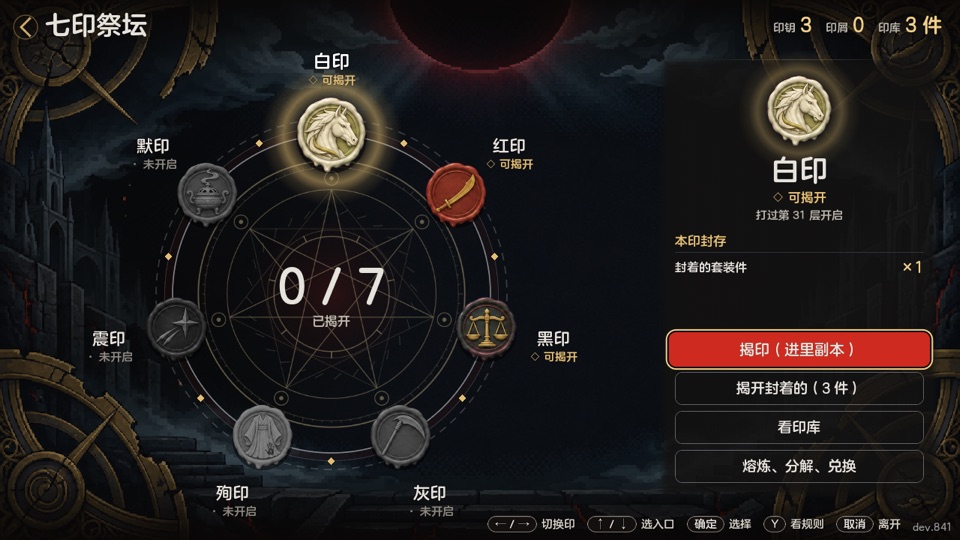 七印祭坛
印钥 3 印屑 0 印库 3 件
白印
◇ 可揭开
默印
· 未开启
红印
◇ 可揭开
0 / 7
已揭开
震印
· 未开启
黑印
◇ 可揭开
殉印
· 未开启
灰印
· 未开启
白印
◇ 可揭开
打过第 31 层开启
本印封存
封着的套装件 ×1
揭印（进里副本）
揭开封着的（3 件）
看印库
熔炼、分解、兑换
←/→ 切换印 ↑/↓ 选入口 确定 选择 Y 看规则 取消 离开 dev.841